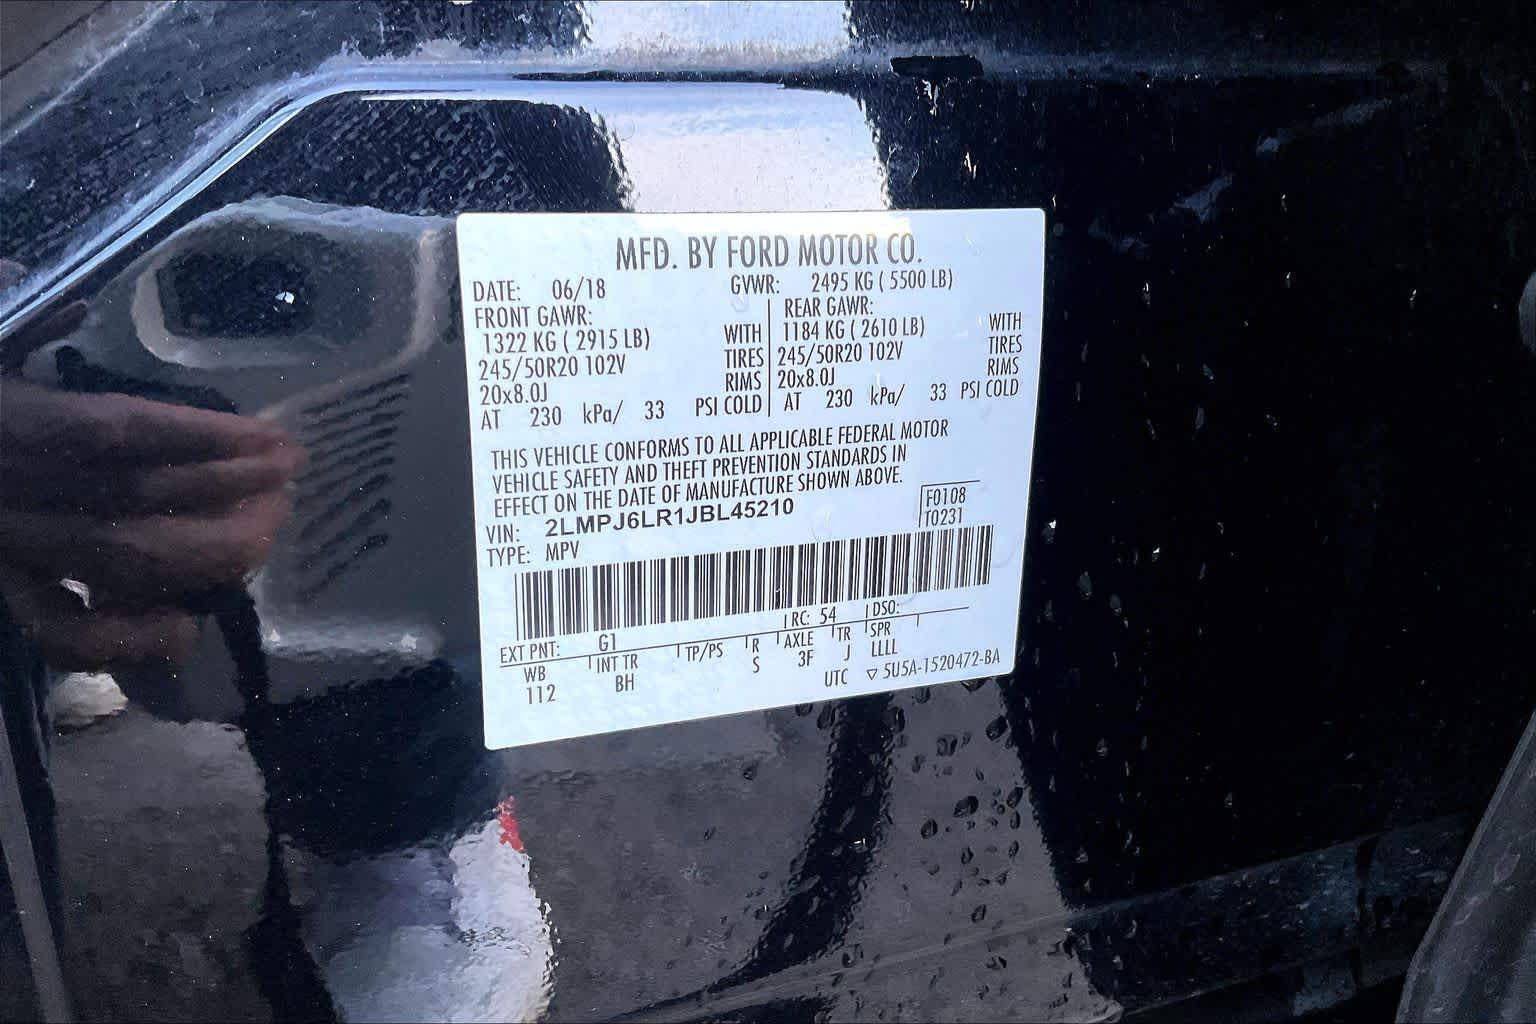 MFD. BY FORD MOTOR CO.
DATE: 06/18 GVWR: 2495 KG ( 5500 LB)
FRONT GAWR: REAR GAWR:
1322 KG ( 2915 LB) WITH 1184 KG ( 2610 LB) WITH
245/50R20 102V TIRES 245/50R20 102V TIRES
20x8.0J RIMS 20x8.0J RIMS
AT 230 kPa/ 33 PSI COLD AT 230 kPa/ 33 PSI COLD
THIS VEHICLE CONFORMS TO ALL APPLICABLE FEDERAL MOTOR
VEHICLE SAFETY AND THEFT PREVENTION STANDARDS IN
EFFECT ON THE DATE OF MANUFACTURE SHOWN ABOVE.
VIN: 2LMPJ6LR1JBL45210 F0108
TYPE: MPV T0231
EXT PNT: G1 RC: 54 DSO:
WB INT TR TP/PS R AXLE TR SPR
112 BH S 3F J LLLL
UTC ▽ 5U5A-1520472-BA